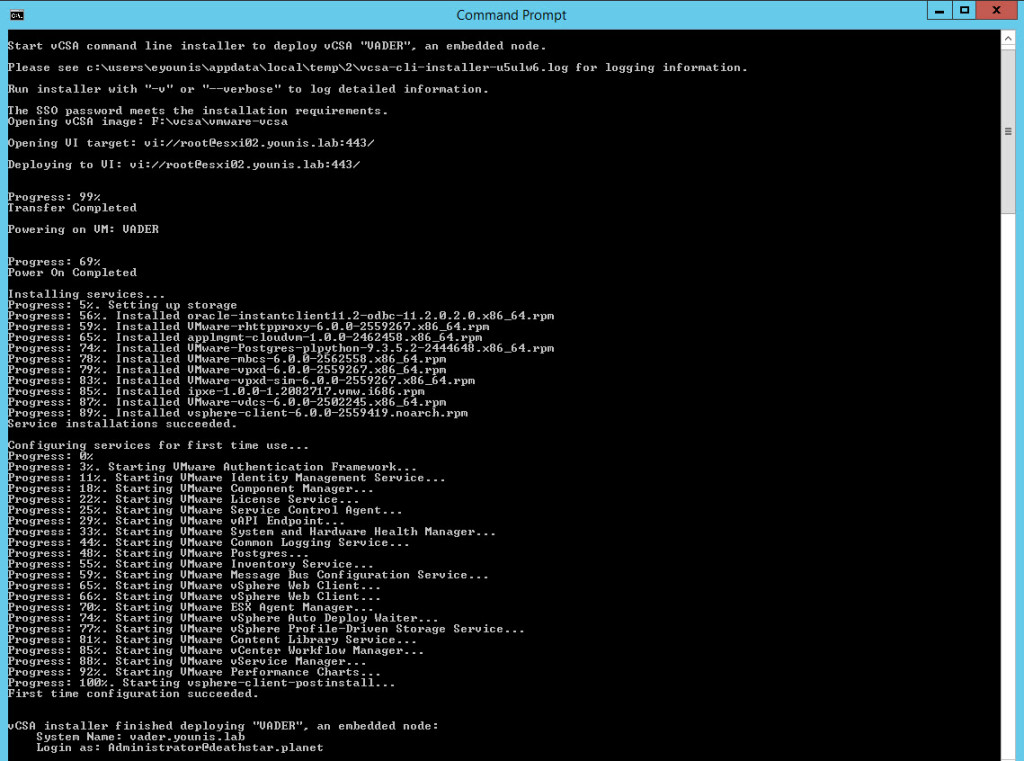 Command Prompt
Start vCSA command line installer to deploy vCSA "VADER", an embedded node.
Please see c:\users\eyounis\appdata\local\temp\2\vcsa-cli-installer-u5ulw6.log for logging information.
Run installer with "-v" or "--verbose" to log detailed information.
The SSO password meets the installation requirements.
Opening vCSA image: F:\vcsa\vmware-vcsa
Opening VI target: vi://root@esxi02.younis.lab:443/
Deploying to VI: vi://root@esxi02.younis.lab:443/
Progress: 99%
Transfer Completed
Powering on VM: VADER
Progress: 69%
Power On Completed
Installing services...
Progress: 5%. Setting up storage
Progress: 56%. Installed oracle-instantclient11.2-odbc-11.2.0.2.0.x86_64.rpm
Progress: 59%. Installed VMware-rhttpproxy-6.0.0-2559267.x86_64.rpm
Progress: 65%. Installed applmgmt-cloudvm-1.0.0-2462458.x86_64.rpm
Progress: 74%. Installed VMware-Postgres-plpython-9.3.5.2-2444648.x86_64.rpm
Progress: 78%. Installed VMware-mbcs-6.0.0-2562558.x86_64.rpm
Progress: 79%. Installed VMware-vpxd-6.0.0-2559267.x86_64.rpm
Progress: 83%. Installed VMware-vpxd-sim-6.0.0-2559267.x86_64.rpm
Progress: 85%. Installed ipxe-1.0.0-1.2082717.vmw.i686.rpm
Progress: 87%. Installed VMware-vdcs-6.0.0-2502245.x86_64.rpm
Progress: 89%. Installed vsphere-client-6.0.0-2559419.noarch.rpm
Service installations succeeded.
Configuring services for first time use...
Progress: 0%
Progress: 3%. Starting VMware Authentication Framework...
Progress: 11%. Starting VMware Identity Management Service...
Progress: 18%. Starting VMware Component Manager...
Progress: 22%. Starting VMware License Service...
Progress: 25%. Starting VMware Service Control Agent...
Progress: 29%. Starting VMware vAPI Endpoint...
Progress: 33%. Starting VMware System and Hardware Health Manager...
Progress: 44%. Starting VMware Common Logging Service...
Progress: 48%. Starting VMware Postgres...
Progress: 55%. Starting VMware Inventory Service...
Progress: 59%. Starting VMware Message Bus Configuration Service...
Progress: 65%. Starting VMware vSphere Web Client...
Progress: 66%. Starting VMware vSphere Web Client...
Progress: 70%. Starting VMware ESX Agent Manager...
Progress: 74%. Starting VMware vSphere Auto Deploy Waiter...
Progress: 77%. Starting VMware vSphere Profile-Driven Storage Service...
Progress: 81%. Starting VMware Content Library Service...
Progress: 85%. Starting VMware vCenter Workflow Manager...
Progress: 88%. Starting VMware vService Manager...
Progress: 92%. Starting VMware Performance Charts...
Progress: 100%. Starting vsphere-client-postinstall...
First time configuration succeeded.
vCSA installer finished deploying "VADER", an embedded node:
System Name: vader.younis.lab
Login as: Administrator@deathstar.planet